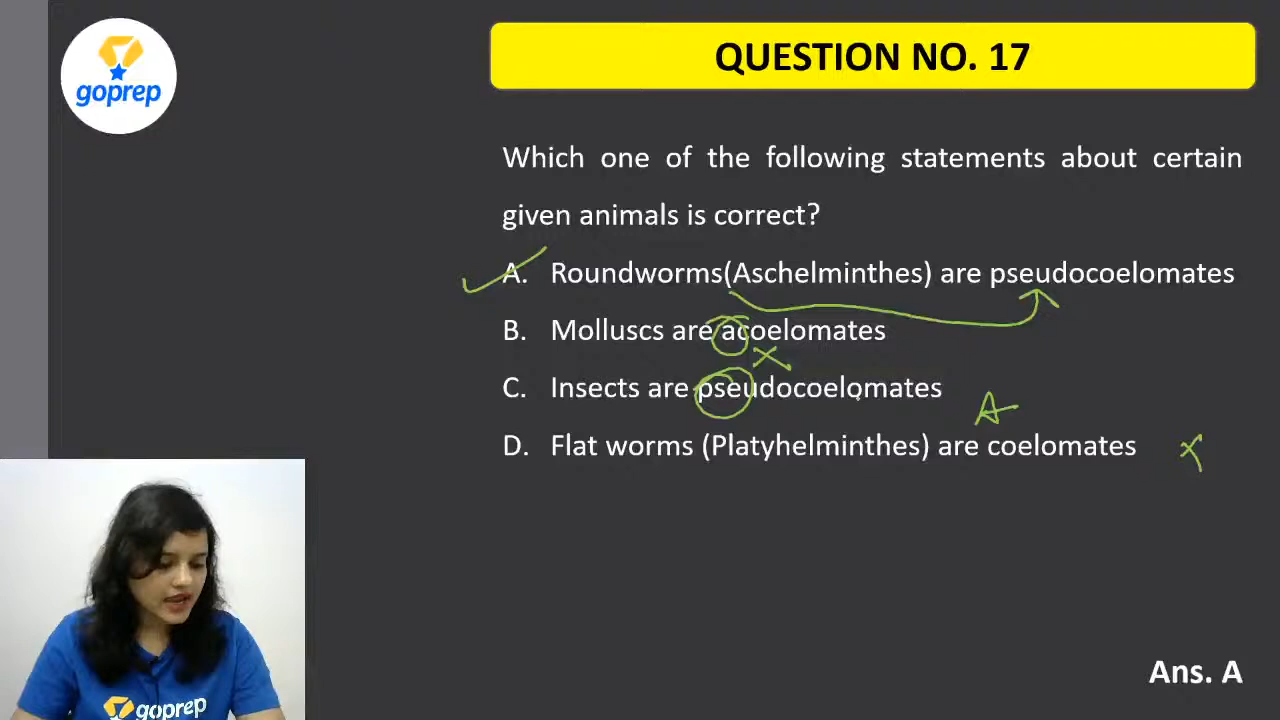 goprep
QUESTION NO. 17
Which one of the following statements about certain
given animals is correct?
A. Roundworms(Aschelminthes) are pseudocoelomates
B. Molluscs are acoelomates
C. Insects are pseudocoelomates
A
D. Flat worms (Platyhelminthes) are coelomates
Ans. A
goprep